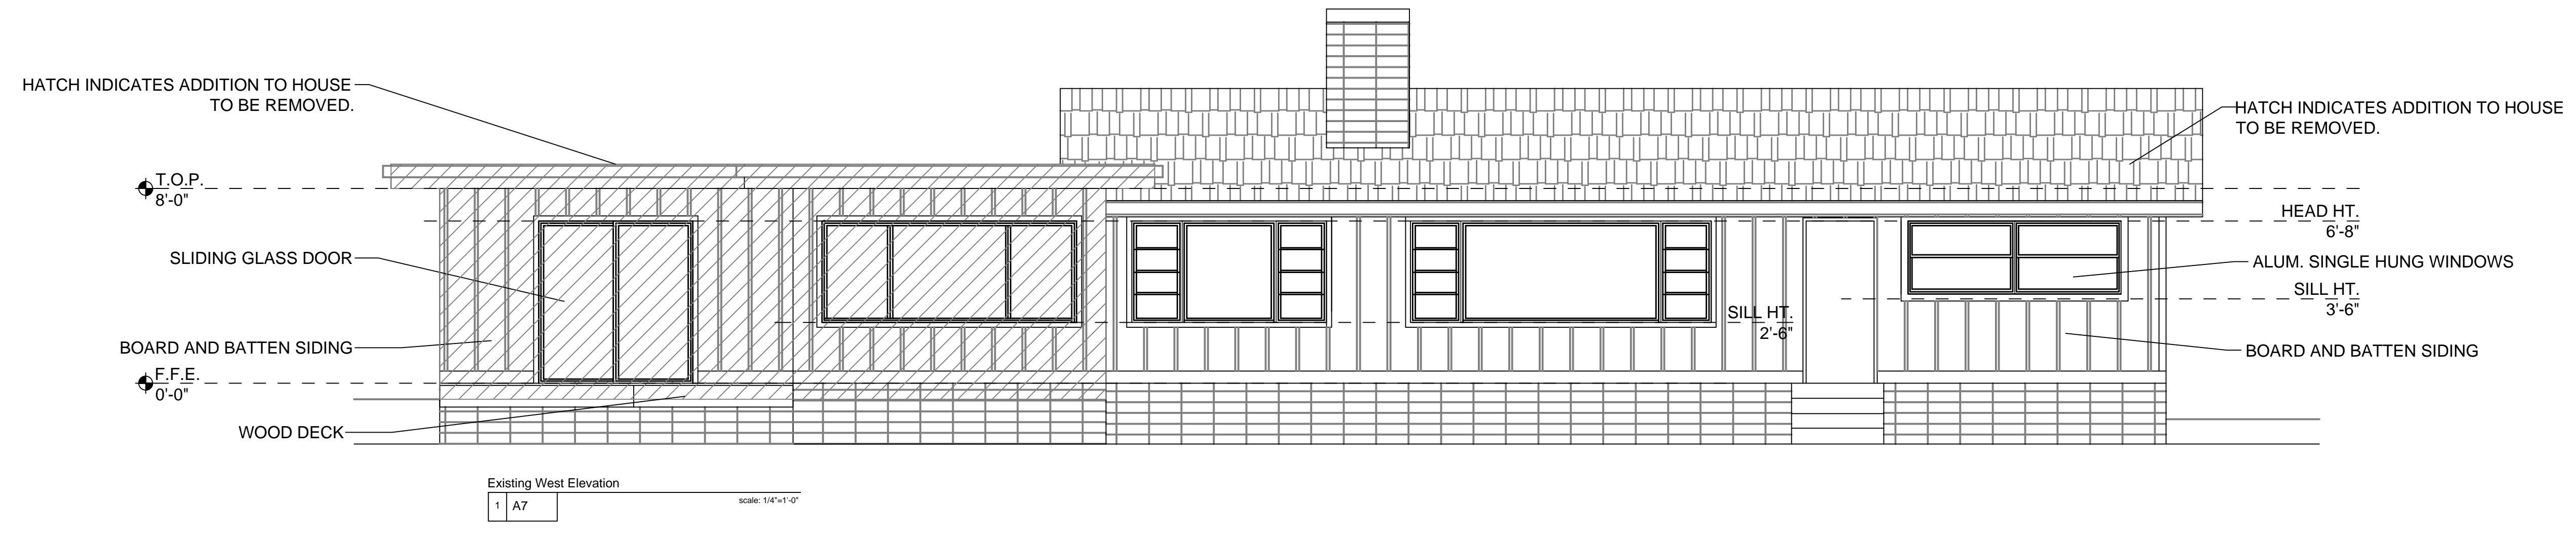 HATCH INDICATES ADDITION TO HOUSE
TO BE REMOVED.
HATCH INDICATES ADDITION TO HOUSE
TO BE REMOVED.
T.O.P.
8'-0"
HEAD HT.
6'-8"
SLIDING GLASS DOOR
ALUM. SINGLE HUNG WINDOWS
SILL HT.
3'-6"
SILL HT.
2'-6"
BOARD AND BATTEN SIDING
BOARD AND BATTEN SIDING
F.F.E.
0'-0"
WOOD DECK
Existing West Elevation
1 A7
scale: 1/4"=1'-0"